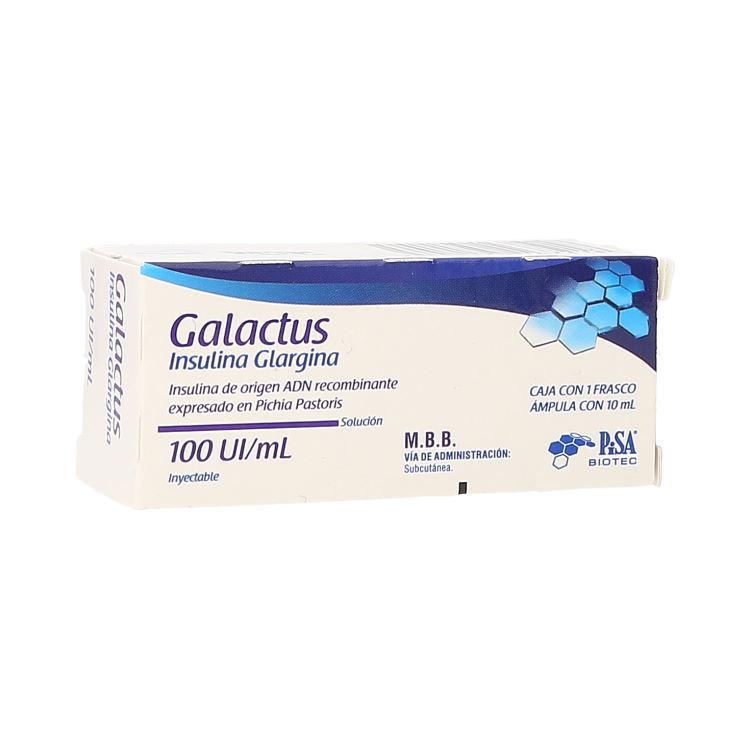 Galactus
Insulina Glargina
100 UI/mL
Galactus
Insulina Glargina
Insulina de origen ADN recombinante
expresado en Pichia Pastoris
Solución
100 UI/mL
Inyectable
M.B.B.
VÍA DE ADMINISTRACIÓN:
Subcutánea.
CAJA CON 1 FRASCO
ÁMPULA CON 10 mL
PiSA®
BIOTEC